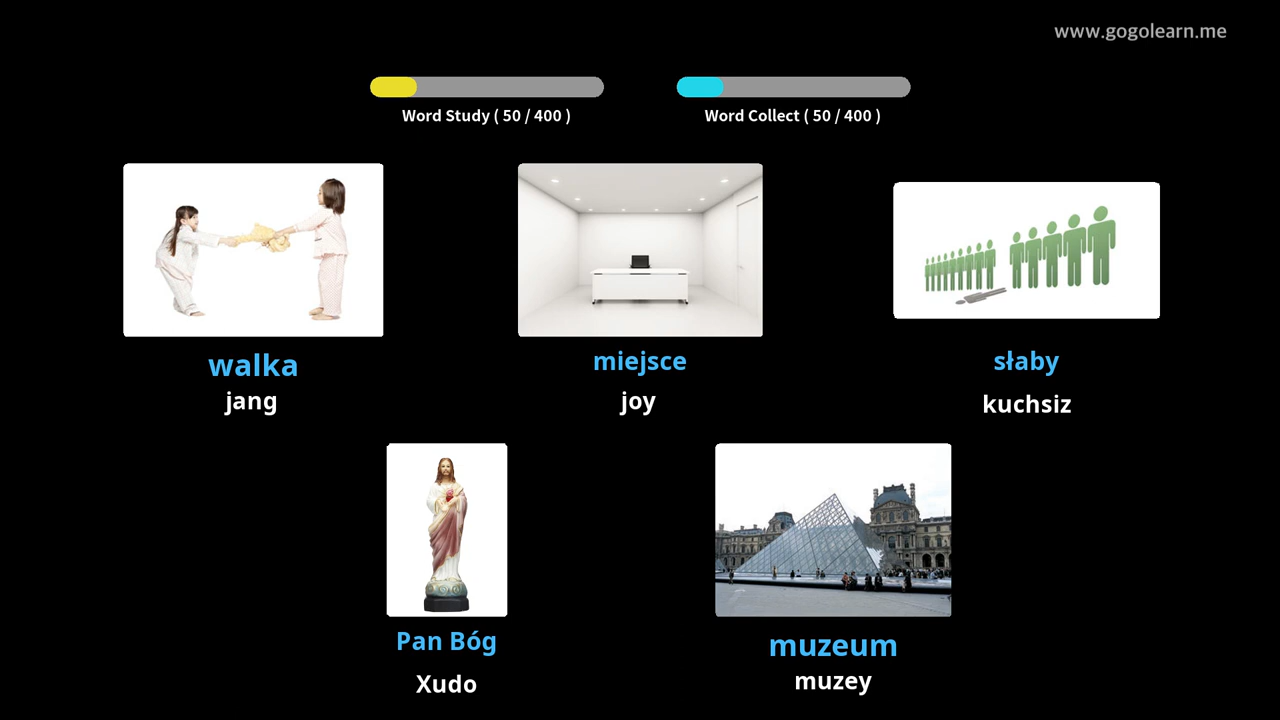 www.gogolearn.me
Word Study ( 50 / 400 )
Word Collect ( 50 / 400 )
walka
jang
miejsce
joy
słaby
kuchsiz
Pan Bóg
Xudo
muzeum
muzey